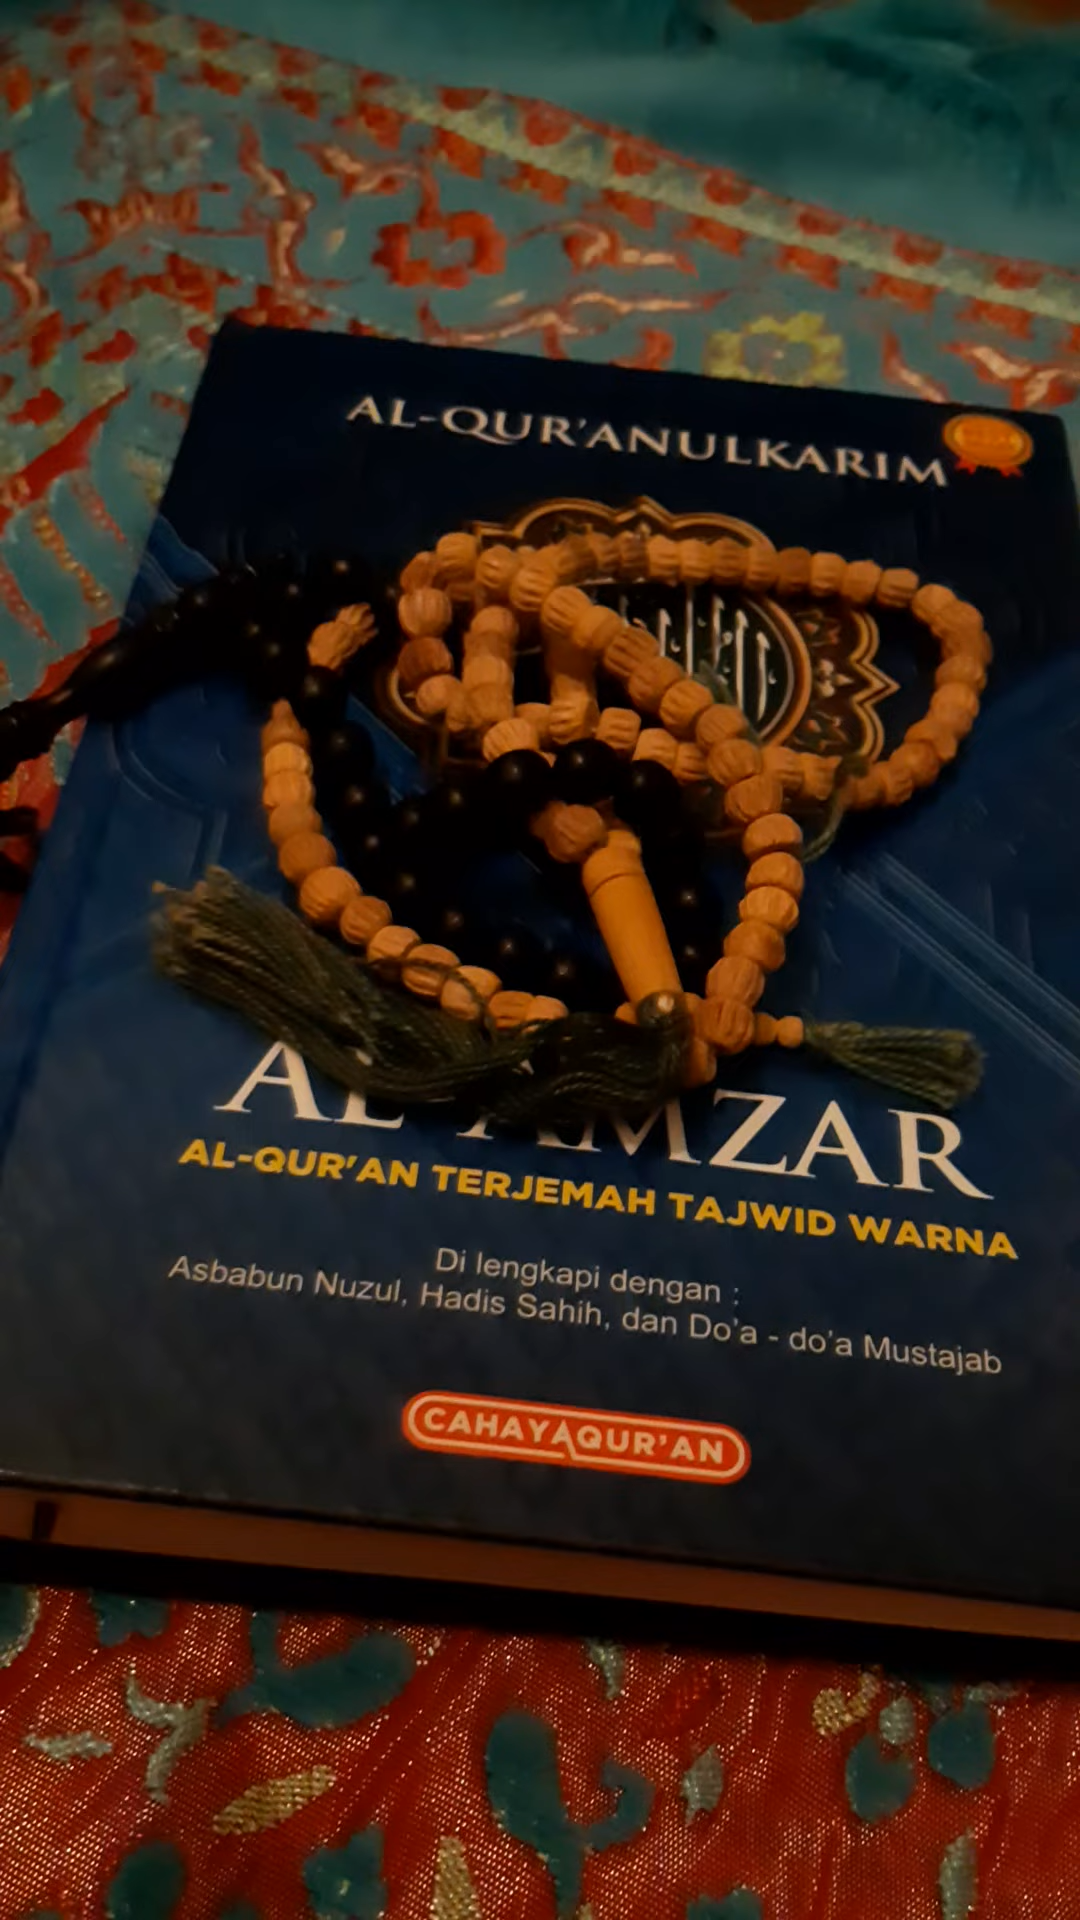 AL-QUR'ANULKARIM
AL-QUR'AN TERJEMAH TAJWID WARNA
Di lengkapi dengan :
Asbabun Nuzul, Hadis Sahih, dan Do'a - do'a Mustajab
CAHAYAQUR'AN